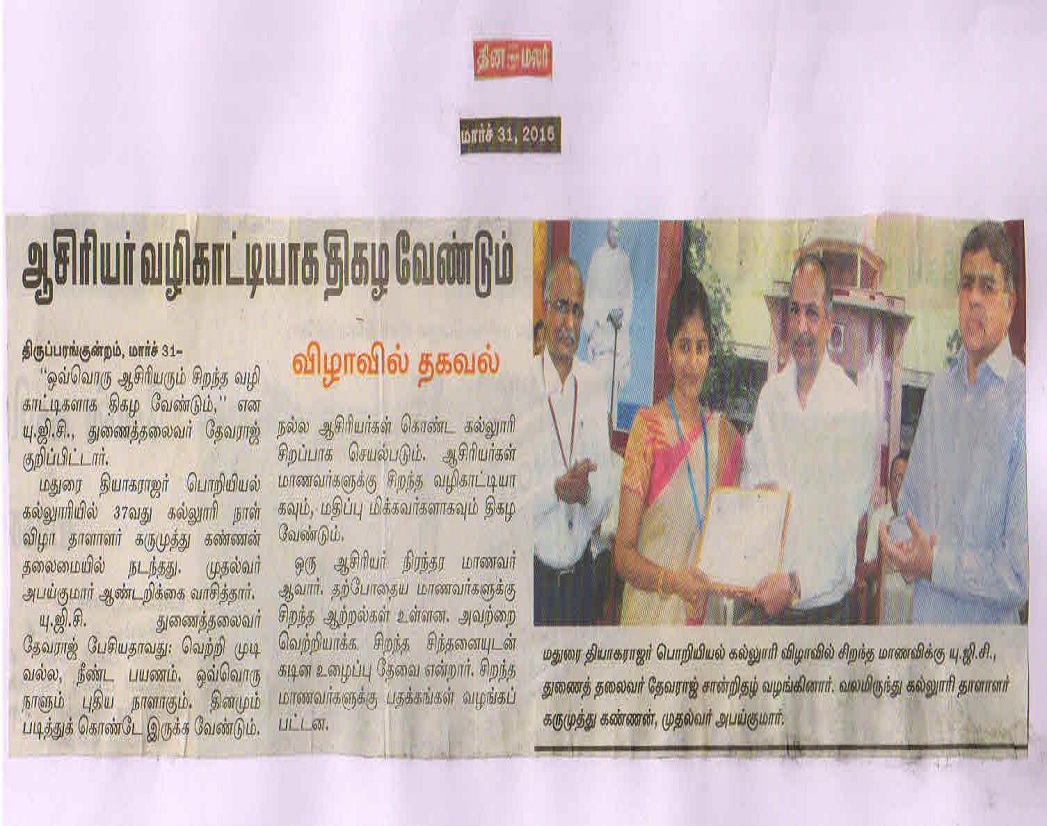 தினமலர்
மார்ச் 31, 2015
ஆசிரியர் வழிகாட்டியாக திகழ வேண்டும்
விழாவில் தகவல்
திருப்பரங்குன்றம், மார்ச் 31–
"ஒவ்வொரு ஆசிரியரும் சிறந்த வழி
காட்டிகளாக திகழ வேண்டும்,'' என
யு.ஜி.சி., துணைத்தலைவர் தேவராஜ்
குறிப்பிட்டார்.
மதுரை தியாகராஜர் பொறியியல்
கல்லூரியில் 37வது கல்லூரி நாள்
விழா தாளாளர் கருமுத்து கண்ணன்
தலைமையில் நடந்தது. முதல்வர்
அபய்குமார் ஆண்டறிக்கை வாசித்தார்.
யு.ஜி.சி. துணைத்தலைவர்
தேவராஜ் பேசியதாவது: வெற்றி முடி
வல்ல, நீண்ட பயணம். ஒவ்வொரு
நாளும் புதிய நாளாகும். தினமும்
படித்துக் கொண்டே இருக்க வேண்டும்.
நல்ல ஆசிரியர்கள் கொண்ட கல்லூரி
சிறப்பாக செயல்படும். ஆசிரியர்கள்
மாணவர்களுக்கு சிறந்த வழிகாட்டியா
கவும், மதிப்பு மிக்கவர்களாகவும் திகழ
வேண்டும்.
ஒரு ஆசிரியர் நிரந்தர மாணவர்
ஆவார். தற்போதைய மாணவர்களுக்கு
சிறந்த ஆற்றல்கள் உள்ளன. அவற்றை
வெற்றியாக்க சிறந்த சிந்தனையுடன்
கடின உழைப்பு தேவை என்றார். சிறந்த
மாணவர்களுக்கு பதக்கங்கள் வழங்கப்
பட்டன.
மதுரை தியாகராஜர் பொறியியல் கல்லூரி விழாவில் சிறந்த மாணவிக்கு யு.ஜி.சி.,
துணைத் தலைவர் தேவராஜ் சான்றிதழ் வழங்கினார். வலமிருந்து கல்லூரி தாளாளர்
கருமுத்து கண்ணன், முதல்வர் அபய்குமார்.